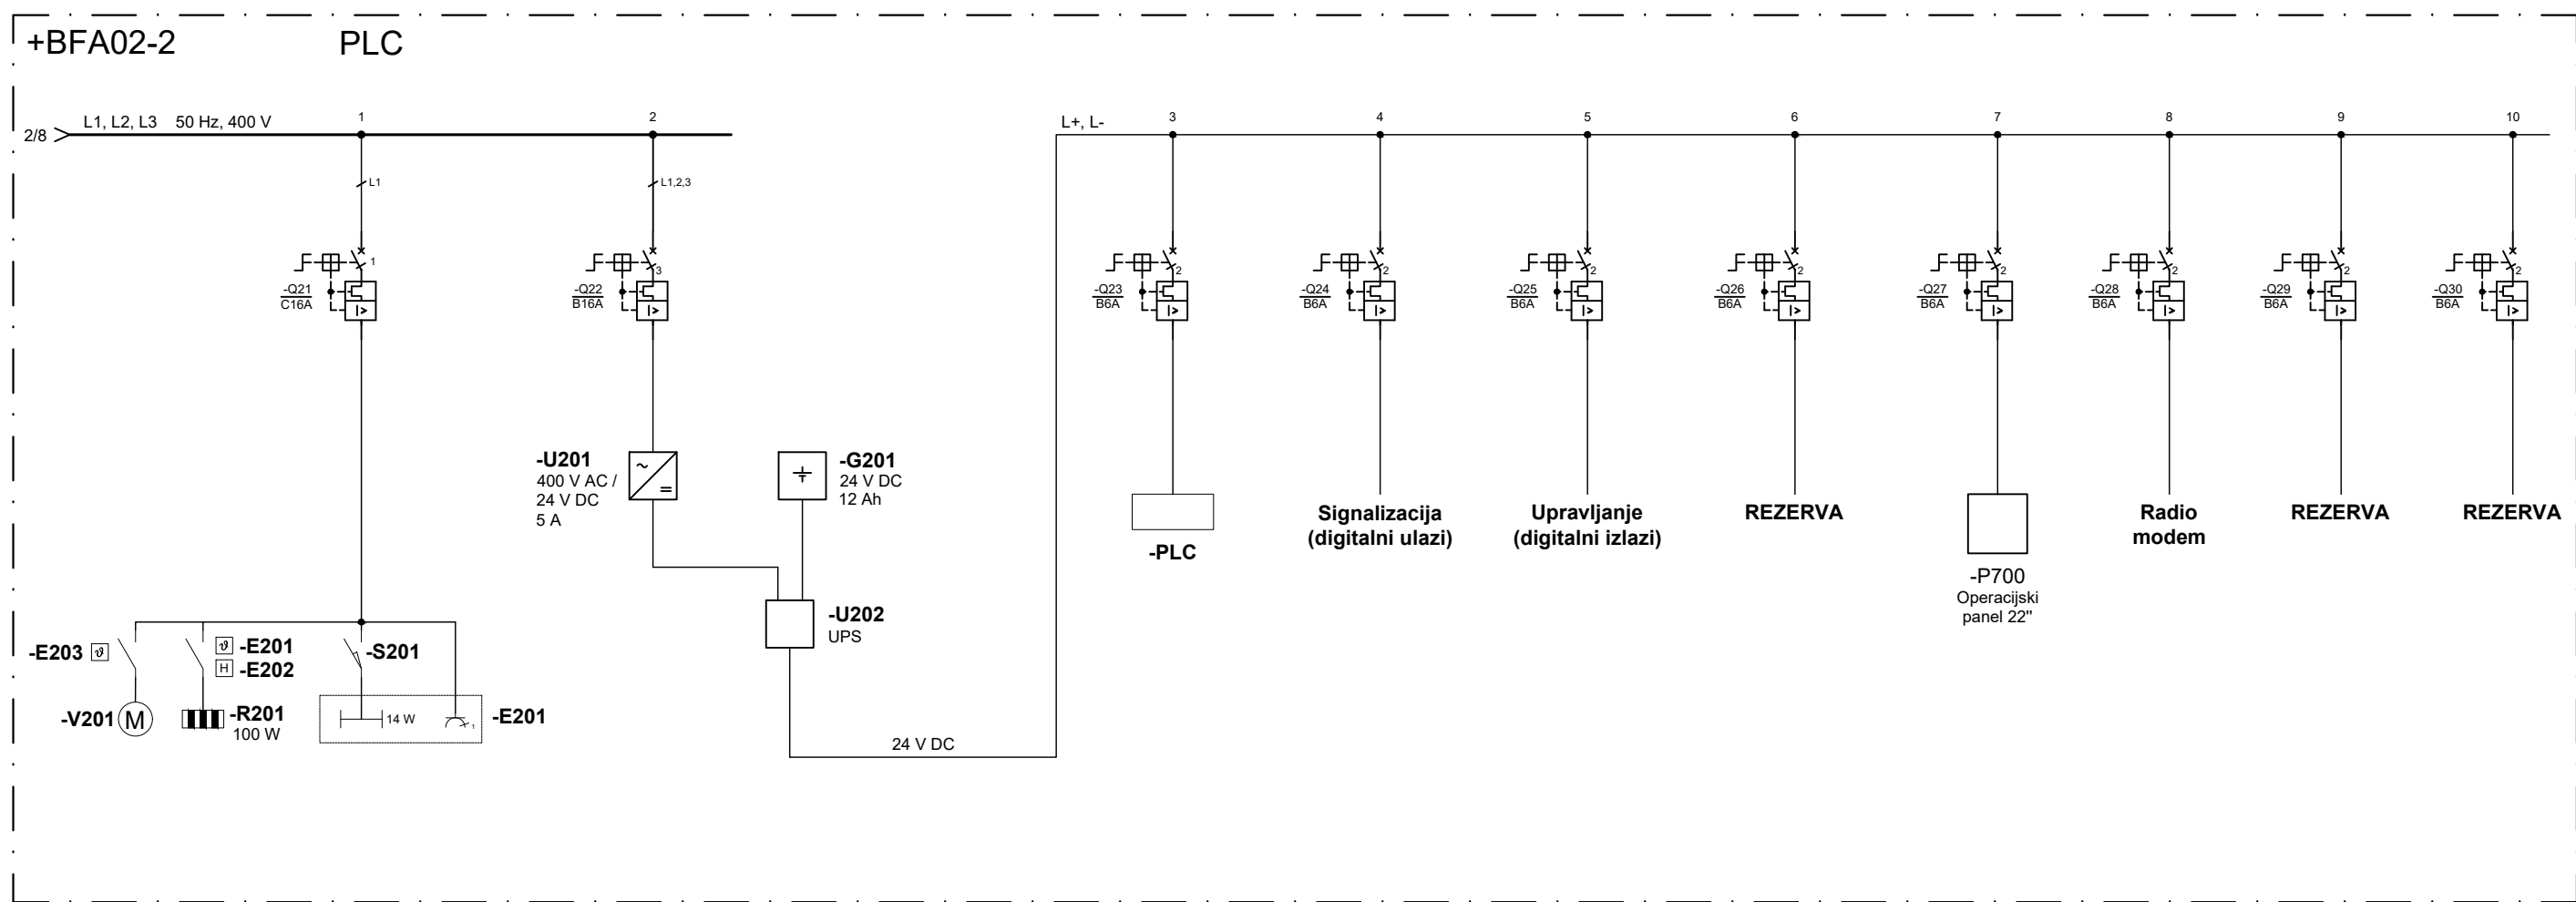 +BFA02-2 PLC
2/8 L1, L2, L3 50 Hz, 400 V 1 2 L+, L- 3 4 5 6 7 8 9 10
L1 L1,2,3
1 3 2 2 2 2 2 2 2 2
-Q21 -Q22 -Q23 -Q24 -Q25 -Q26 -Q27 -Q28 -Q29 -Q30
C16A B16A B6A B6A B6A B6A B6A B6A B6A B6A
I> I> I> I> I> I> I> I> I> I>
-U201
400 V AC /
24 V DC
5 A
-G201
24 V DC
12 Ah
-PLC
Signalizacija
(digitalni ulazi)
Upravljanje
(digitalni izlazi)
REZERVA
-P700
Operacijski
panel 22"
Radio
modem
REZERVA
REZERVA
-U202
UPS
-E203 ϑ
ϑ -E201
H -E202
-S201
-V201 M
-R201
100 W
14 W
1
-E201
24 V DC